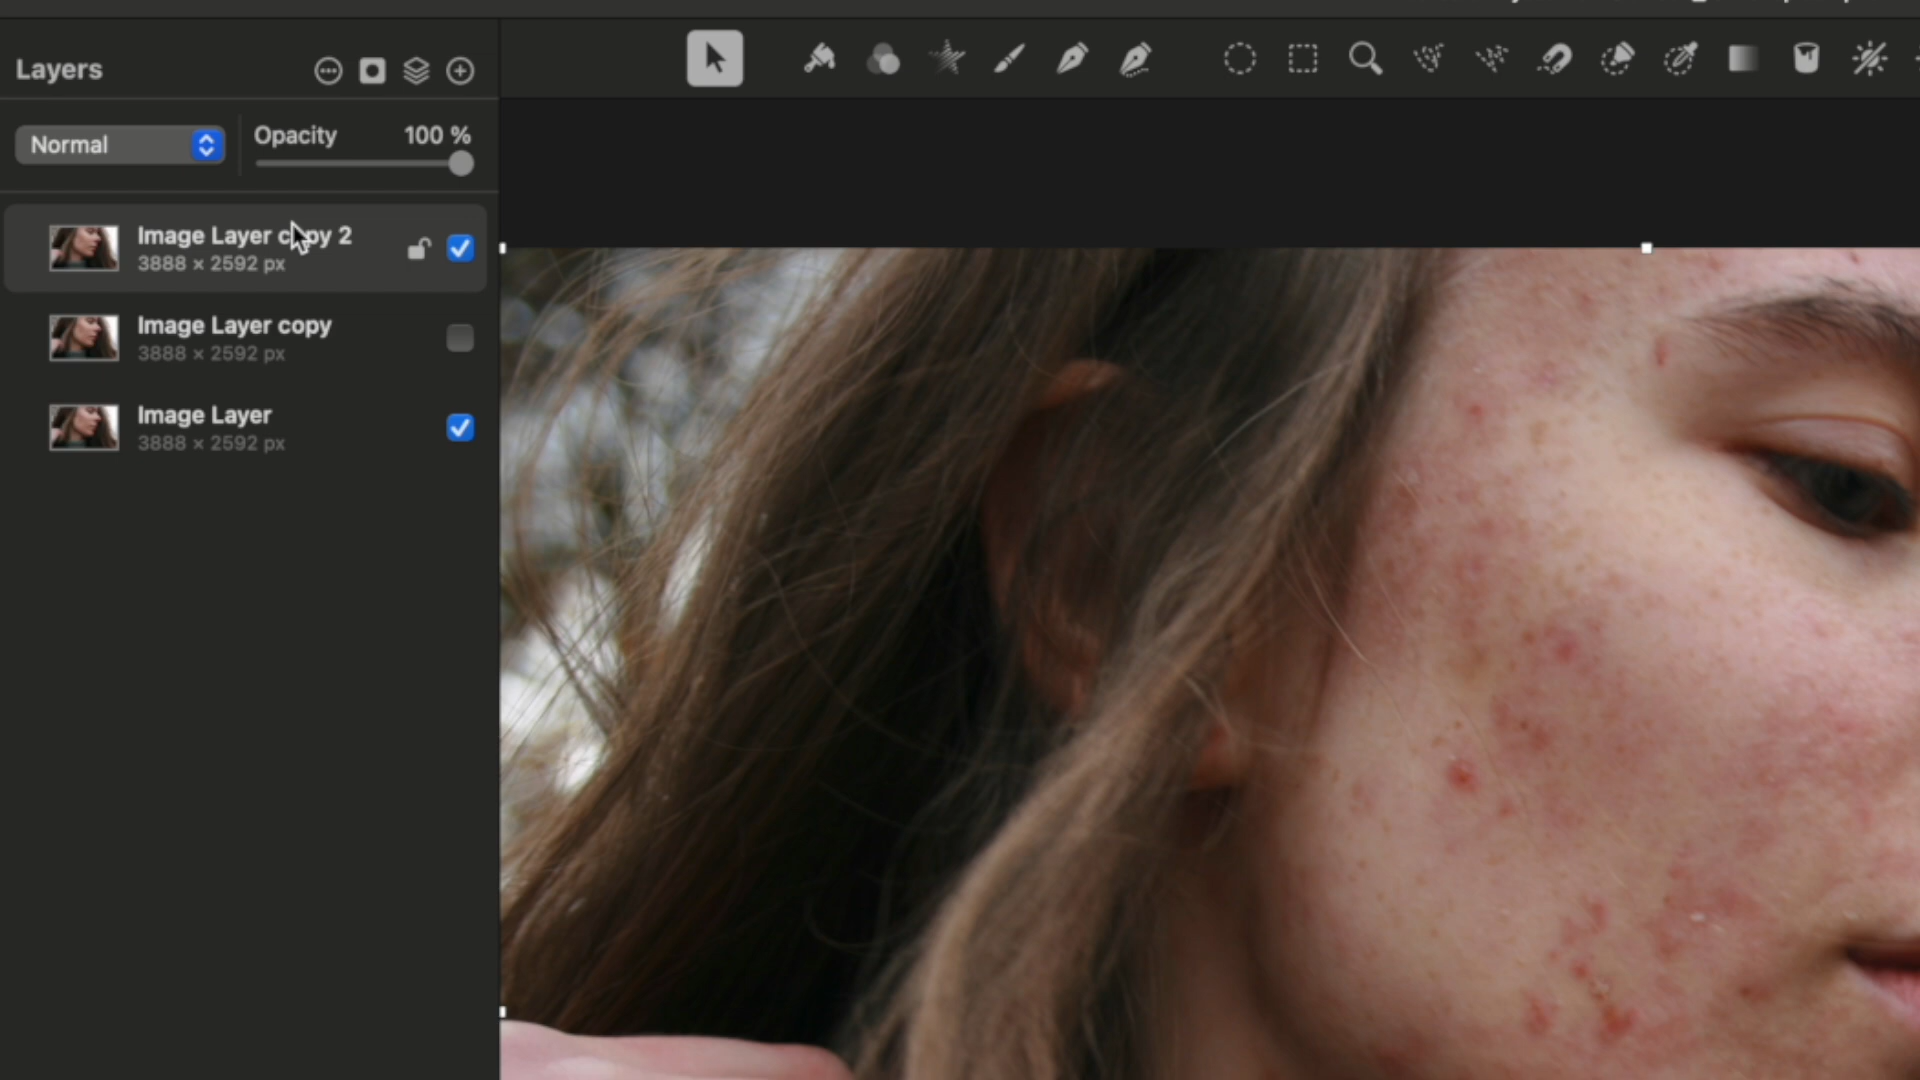 Layers
Normal
Opacity 100 %
Image Layer copy 2
3888 × 2592 px
Image Layer copy
3888 × 2592 px
Image Layer
3888 × 2592 px